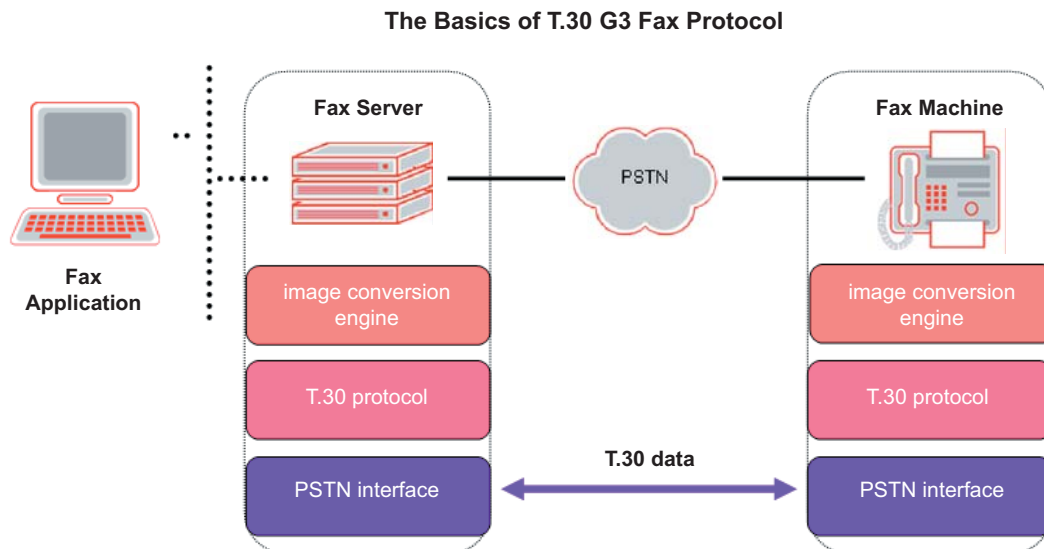 The Basics of T.30 G3 Fax Protocol
Fax Server
Fax Machine
PSTN
Fax
Application
image conversion
engine
image conversion
engine
T.30 protocol
T.30 protocol
T.30 data
PSTN interface
PSTN interface